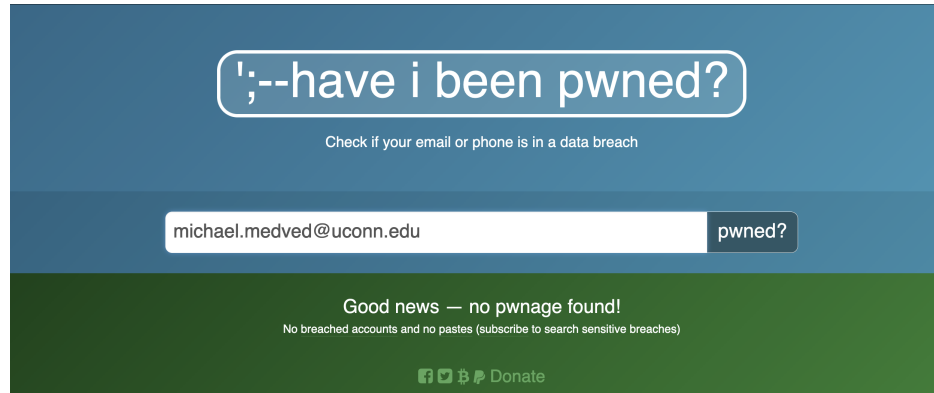 ';--have i been pwned?
Check if your email or phone is in a data breach
michael.medved@uconn.edu pwned?
Good news — no pwnage found!
No breached accounts and no pastes (subscribe to search sensitive breaches)
Donate